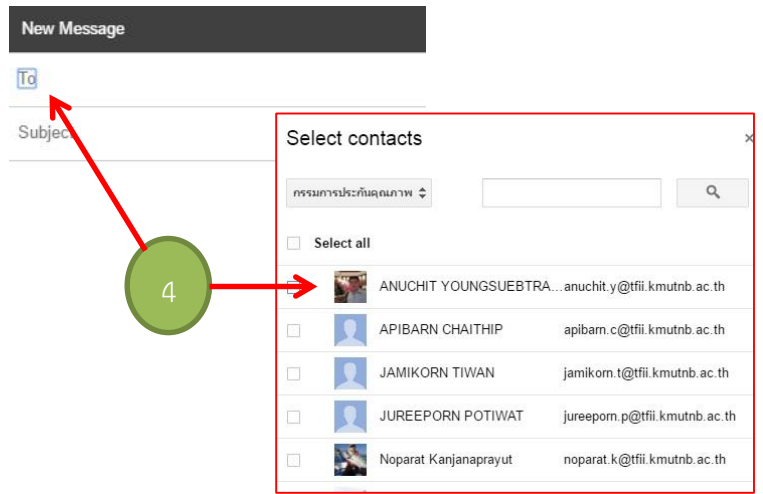 New Message
To
Subject
Select contacts ×
กรรมการประกันคุณภาพ
Select all
4
ANUCHIT YOUNGSUEBTRA... anuchit.y@tfii.kmutnb.ac.th
APIBARN CHAITHIP apibarn.c@tfii.kmutnb.ac.th
JAMIKORN TIWAN jamikorn.t@tfii.kmutnb.ac.th
JUREEPORN POTIWAT jureeporn.p@tfii.kmutnb.ac.th
Noparat Kanjanaprayut noparat.k@tfii.kmutnb.ac.th